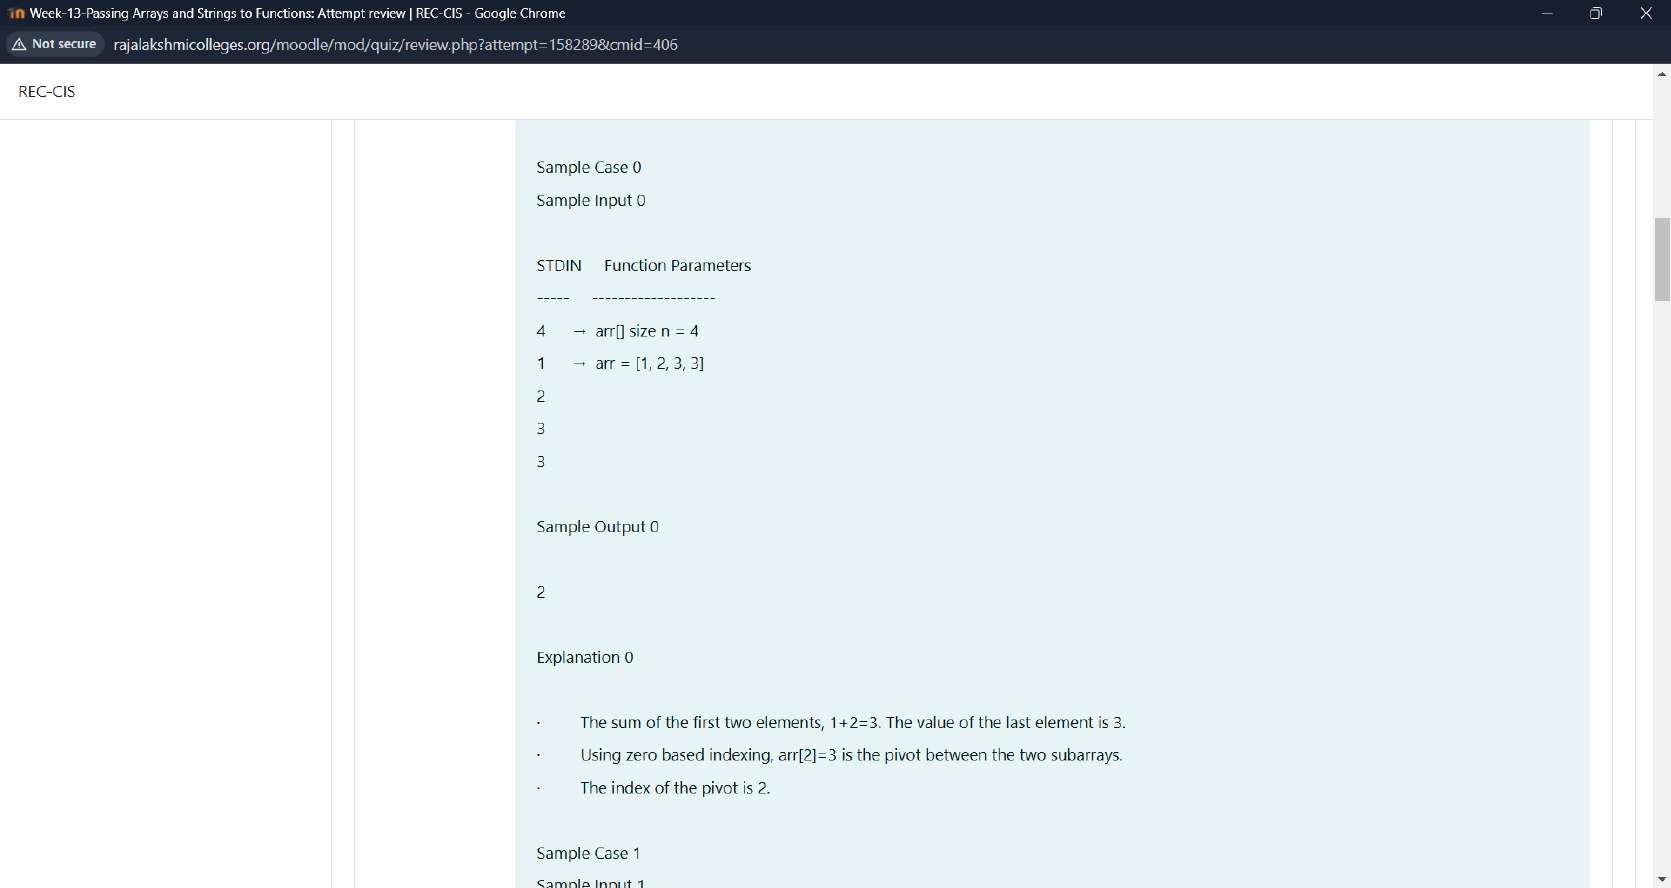 Week-13-Passing Arrays and Strings to Functions: Attempt review | REC-CIS - Google Chrome
Not secure rajalakshmicolleges.org/moodle/mod/quiz/review.php?attempt=158289&cmid=406
REC-CIS
Sample Case 0
Sample Input 0
STDIN Function Parameters
----- -------------------
4 → arr[] size n = 4
1 → arr = [1, 2, 3, 3]
2
3
3
Sample Output 0
2
Explanation 0
· The sum of the first two elements, 1+2=3. The value of the last element is 3.
· Using zero based indexing, arr[2]=3 is the pivot between the two subarrays.
· The index of the pivot is 2.
Sample Case 1
Sample Input 1